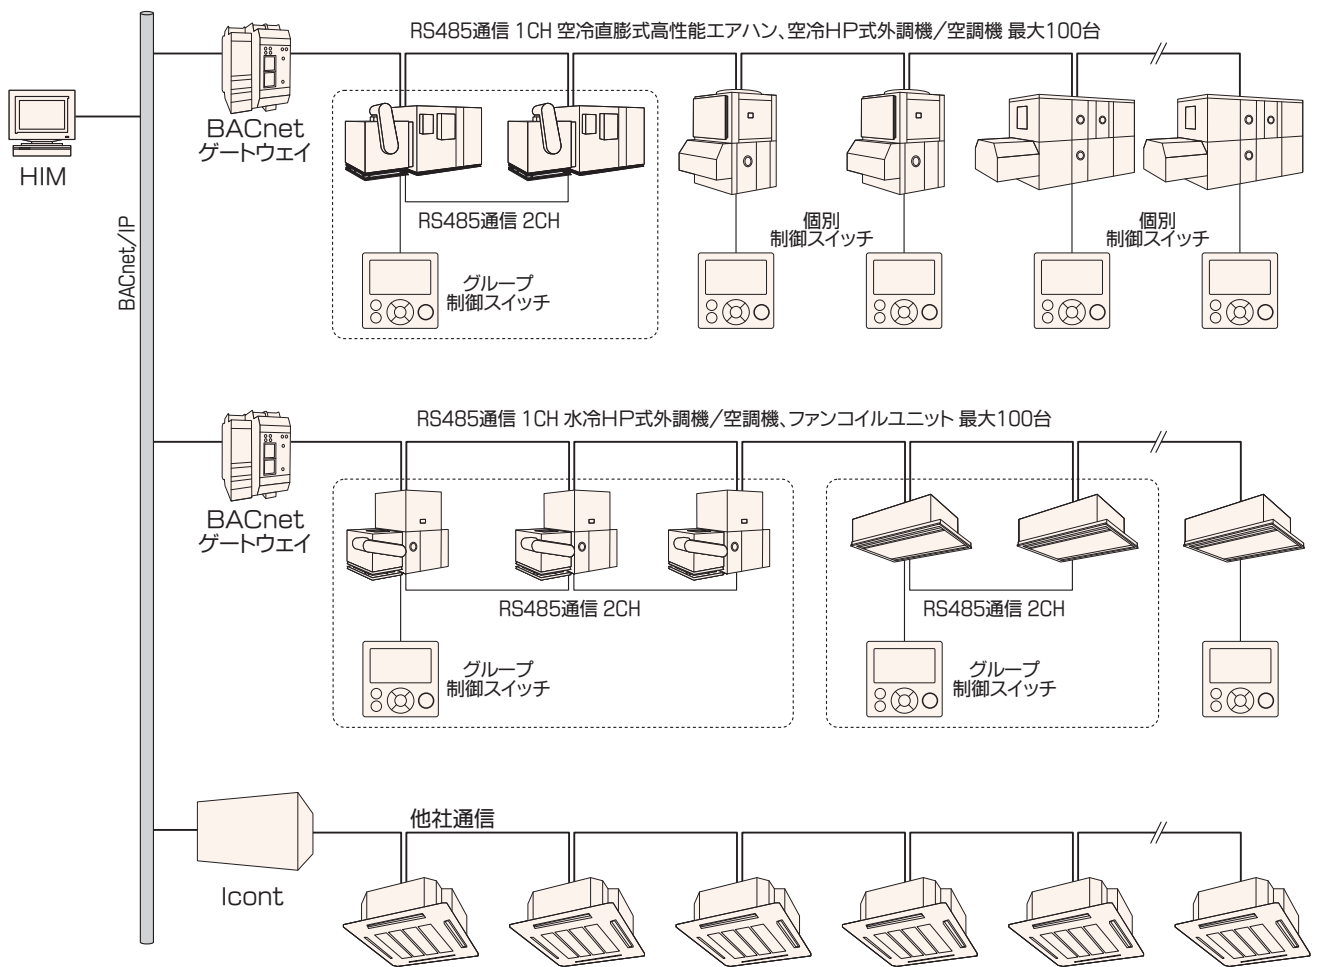 RS485通信 1CH 空冷直膨式高性能エアハン、空冷HP式外調機/空調機 最大100台
BACnet
ゲートウェイ
HIM
BACnet/IP
RS485通信 2CH
グループ
制御スイッチ
個別
制御スイッチ
個別
制御スイッチ
RS485通信 1CH 水冷HP式外調機/空調機、ファンコイルユニット 最大100台
BACnet
ゲートウェイ
RS485通信 2CH
グループ
制御スイッチ
RS485通信 2CH
グループ
制御スイッチ
他社通信
Icont